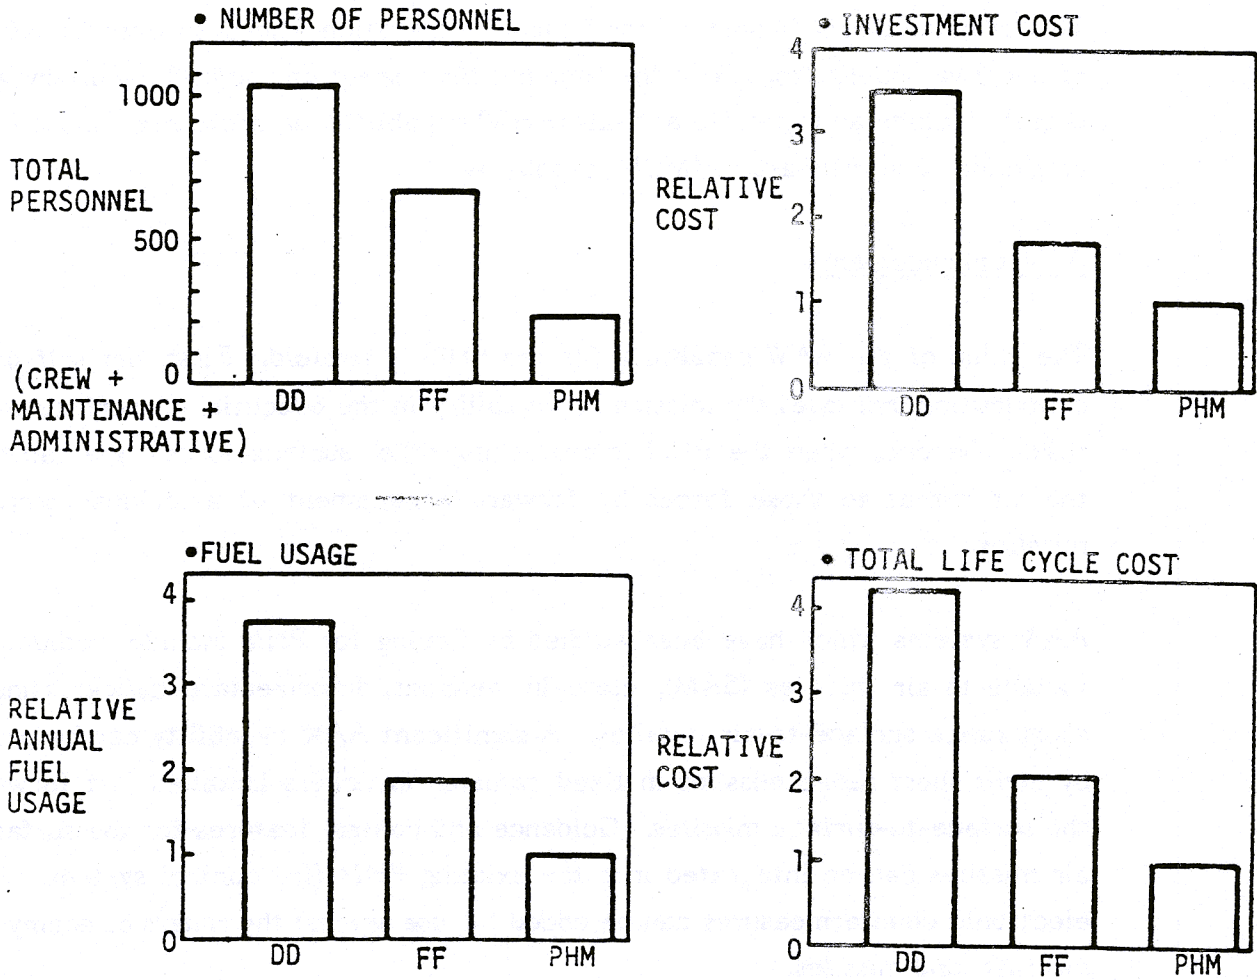 • NUMBER OF PERSONNEL
1000
500
0
TOTAL
PERSONNEL
(CREW +
MAINTENANCE +
ADMINISTRATIVE)
DD FF PHM
• INVESTMENT COST
4
3
2
1
0
RELATIVE
COST
DD FF PHM
• FUEL USAGE
4
3
2
1
0
RELATIVE
ANNUAL
FUEL
USAGE
DD FF PHM
• TOTAL LIFE CYCLE COST
4
3
2
1
0
RELATIVE
COST
DD FF PHM